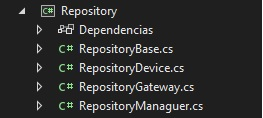 Repository
Dependencias
C# RepositoryBase.cs
C# RepositoryDevice.cs
C# RepositoryGateway.cs
C# RepositoryManaguer.cs